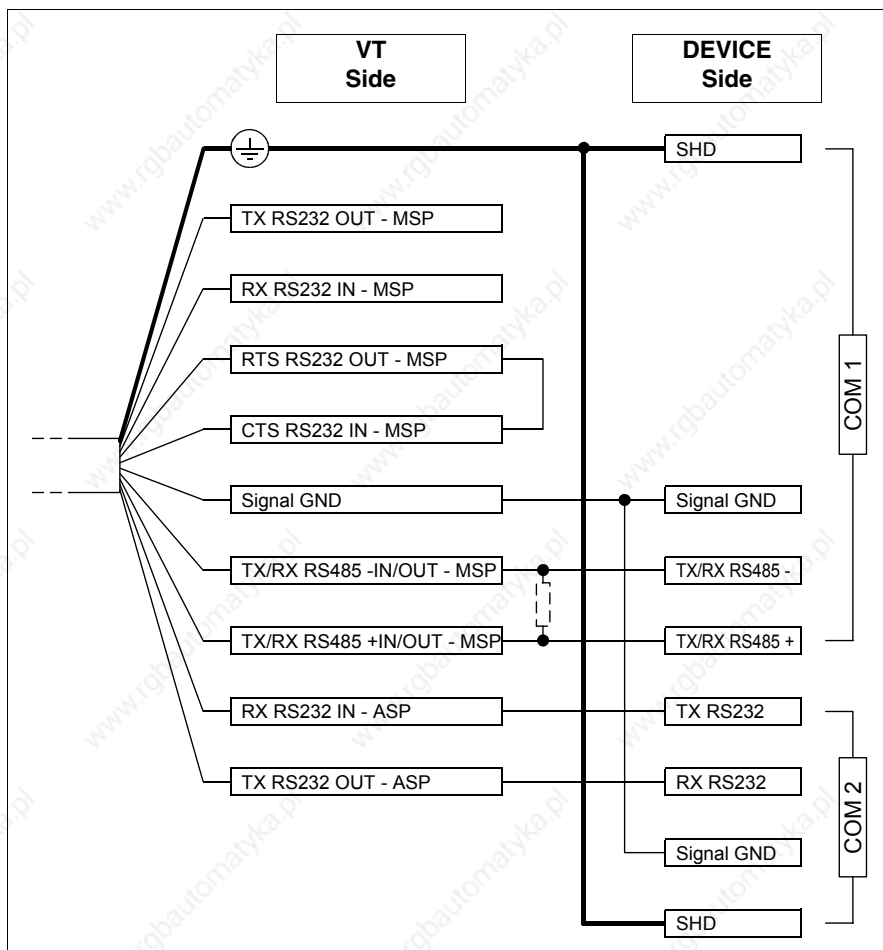 VT
Side
DEVICE
Side
SHD
TX RS232 OUT - MSP
RX RS232 IN - MSP
RTS RS232 OUT - MSP
CTS RS232 IN - MSP
COM 1
Signal GND
Signal GND
TX/RX RS485 -IN/OUT - MSP
TX/RX RS485 -
TX/RX RS485 +IN/OUT - MSP
TX/RX RS485 +
RX RS232 IN - ASP
TX RS232
TX RS232 OUT - ASP
RX RS232
COM 2
Signal GND
SHD
www.rgbautomatyka.pl